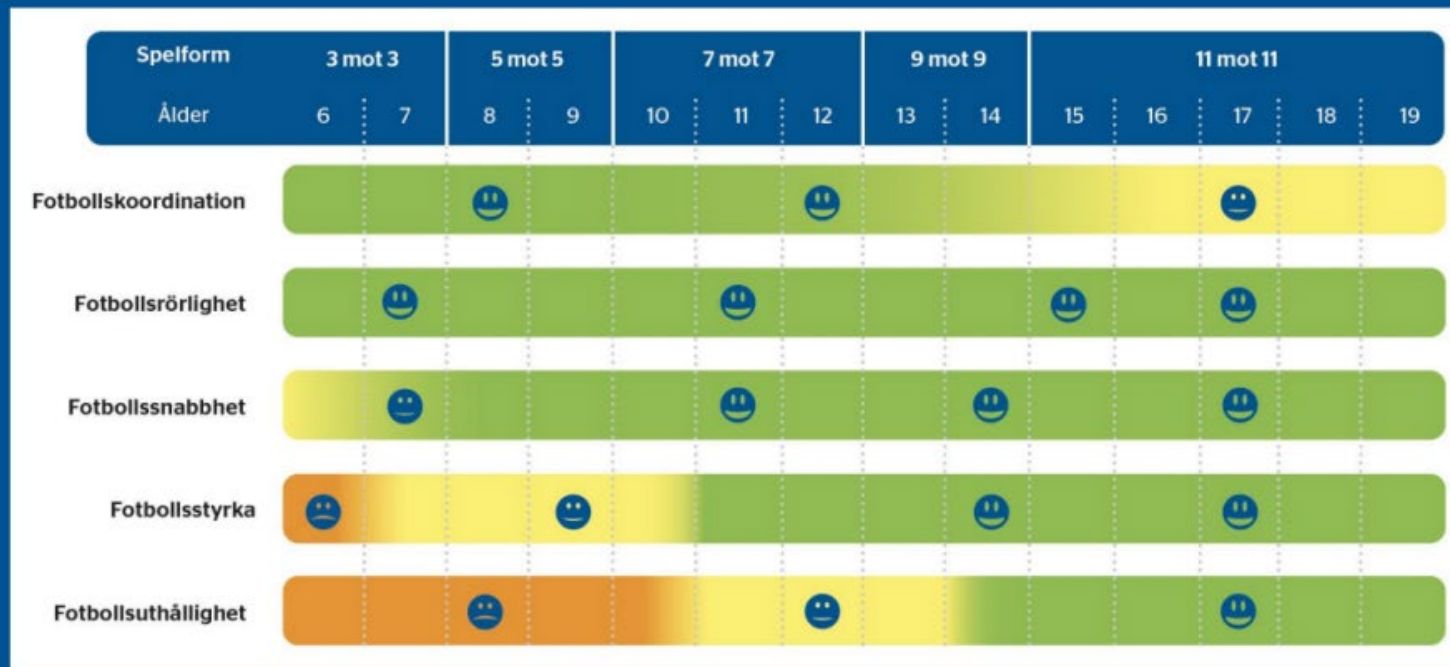 Spelform 3 mot 3 5 mot 5 7 mot 7 9 mot 9 11 mot 11
Ålder 6 7 8 9 10 11 12 13 14 15 16 17 18 19
Fotbollskoordination
Fotbollsrörlighet
Fotbollssnabbhet
Fotbollsstyrka
Fotbollsuthållighet